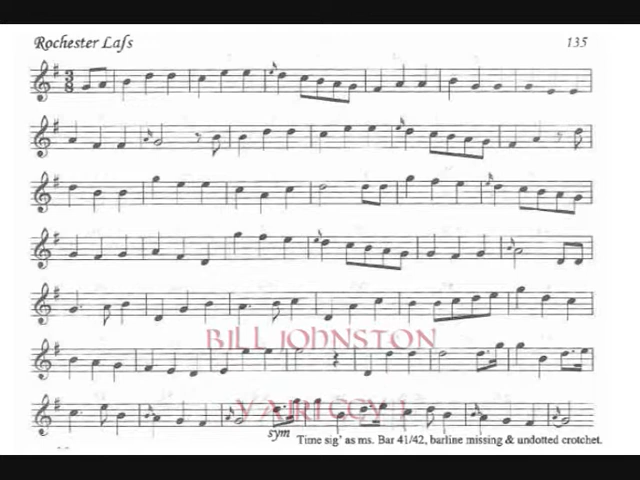 Rochester Lafs
135
BILL JOHNSTON
sym Time sig' as ms. Bar 41/42, barline missing & undotted crotchet.